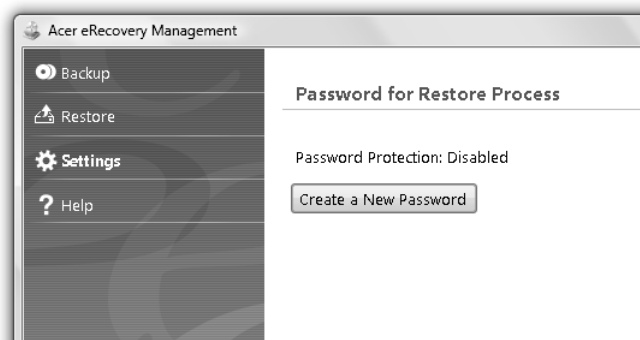 Acer eRecovery Management
Backup
Restore
Settings
Help
Password for Restore Process
Password Protection: Disabled
Create a New Password